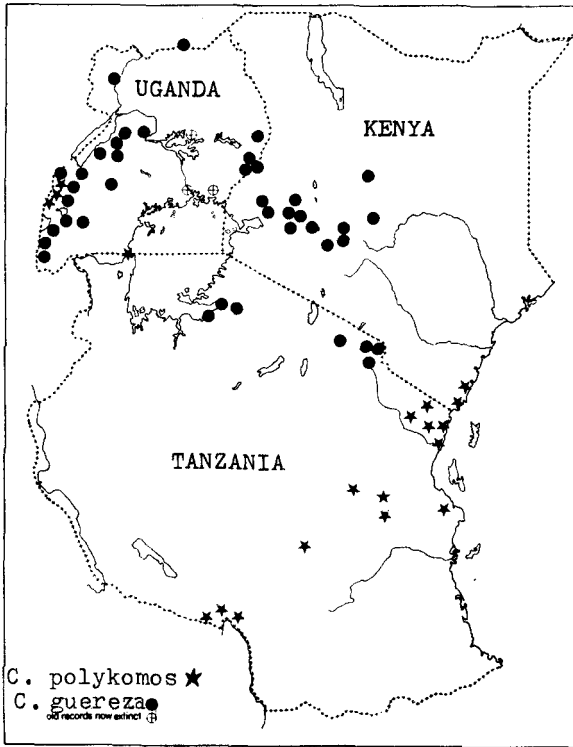 UGANDA
KENYA
TANZANIA
C. polykomos ★
C. guereza ●
old records now extinct ⊕